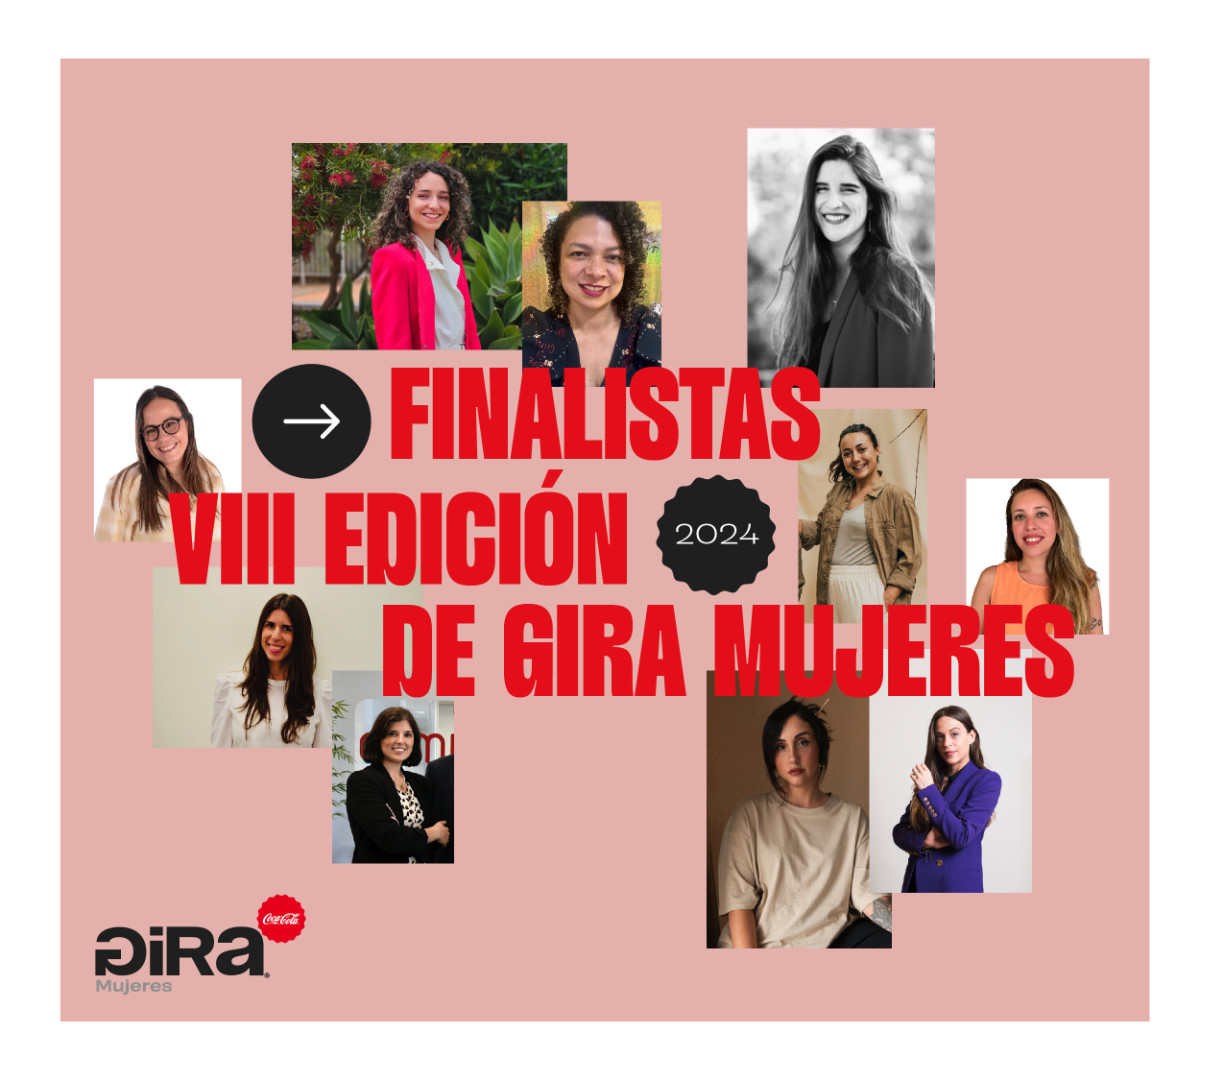 FINALISTAS
VIII EDICIÓN
2024
DE GIRA MUJERES
Coca-Cola
GiRa
Mujeres